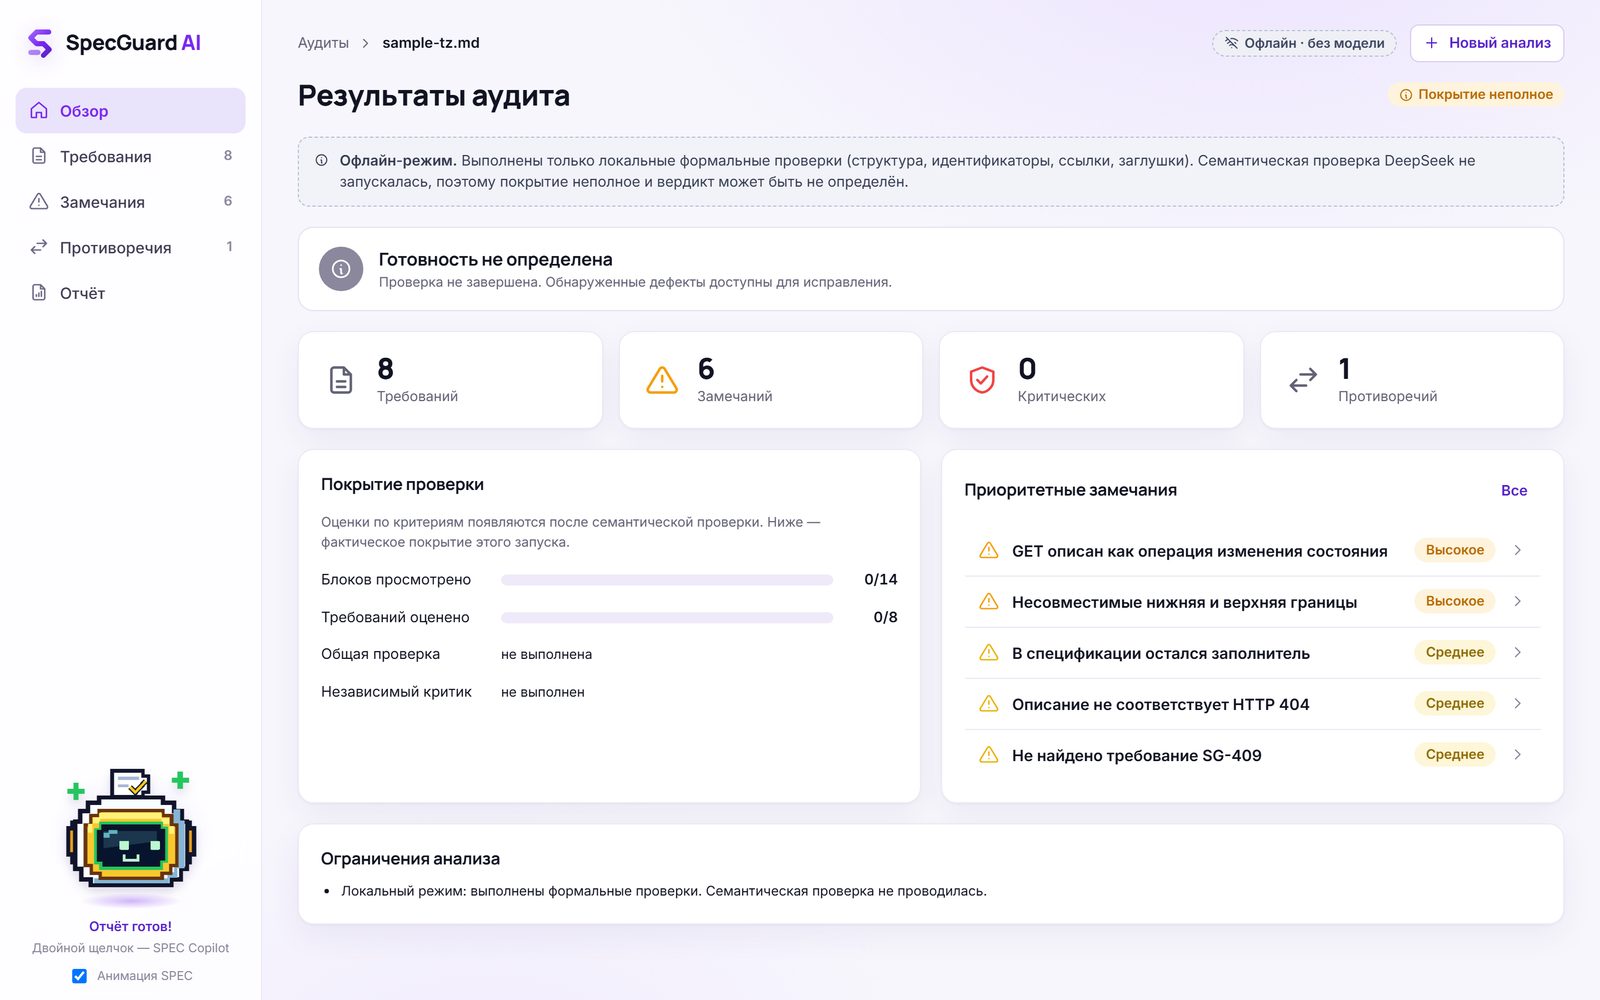 SpecGuard AI
Обзор
Требования 8
Замечания 6
Противоречия 1
Отчёт
Отчёт готов!
Двойной щелчок — SPEC Copilot
Анимация SPEC
Аудиты > sample-tz.md
Офлайн · без модели
+ Новый анализ
Результаты аудита
Покрытие неполное
Офлайн-режим. Выполнены только локальные формальные проверки (структура, идентификаторы, ссылки, заглушки). Семантическая проверка DeepSeek не
запускалась, поэтому покрытие неполное и вердикт может быть не определён.
Готовность не определена
Проверка не завершена. Обнаруженные дефекты доступны для исправления.
8
Требований
6
Замечаний
0
Критических
1
Противоречий
Покрытие проверки
Оценки по критериям появляются после семантической проверки. Ниже —
фактическое покрытие этого запуска.
Блоков просмотрено 0/14
Требований оценено 0/8
Общая проверка не выполнена
Независимый критик не выполнен
Приоритетные замечания Все
GET описан как операция изменения состояния Высокое
Несовместимые нижняя и верхняя границы Высокое
В спецификации остался заполнитель Среднее
Описание не соответствует HTTP 404 Среднее
Не найдено требование SG-409 Среднее
Ограничения анализа
• Локальный режим: выполнены формальные проверки. Семантическая проверка не проводилась.